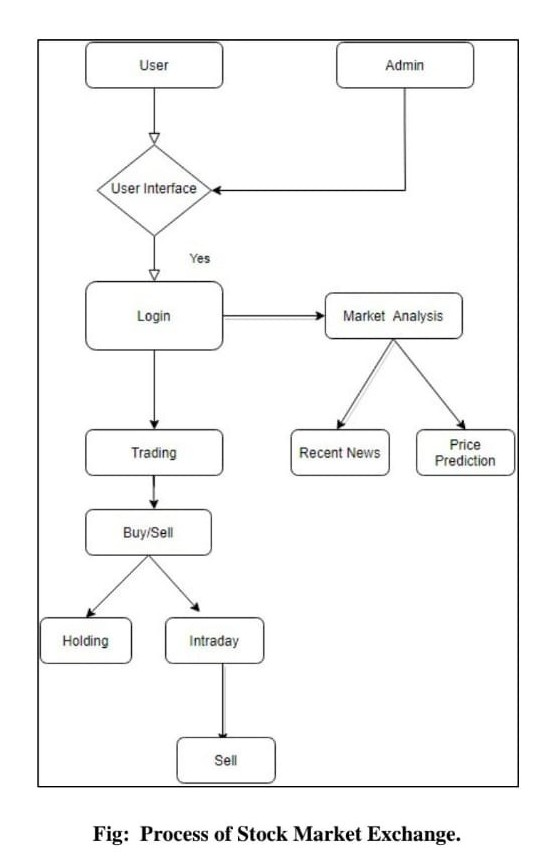 User
Admin
User Interface
Yes
Login
Market Analysis
Trading
Recent News
Price
Prediction
Buy/Sell
Holding
Intraday
Sell
Fig: Process of Stock Market Exchange.